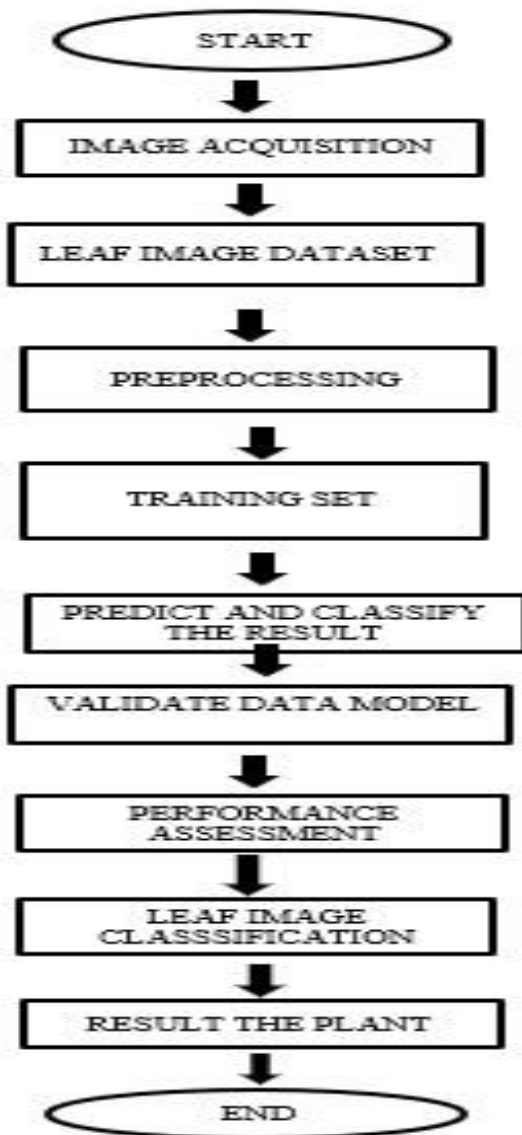 START
IMAGE ACQUISITION
LEAF IMAGE DATASET
PREPROCESSING
TRAINING SET
PREDICT AND CLASSIFY
THE RESULT
VALIDATE DATA MODEL
PERFORMANCE
ASSESSMENT
LEAF IMAGE
CLASSSIFICATION
RESULT THE PLANT
END